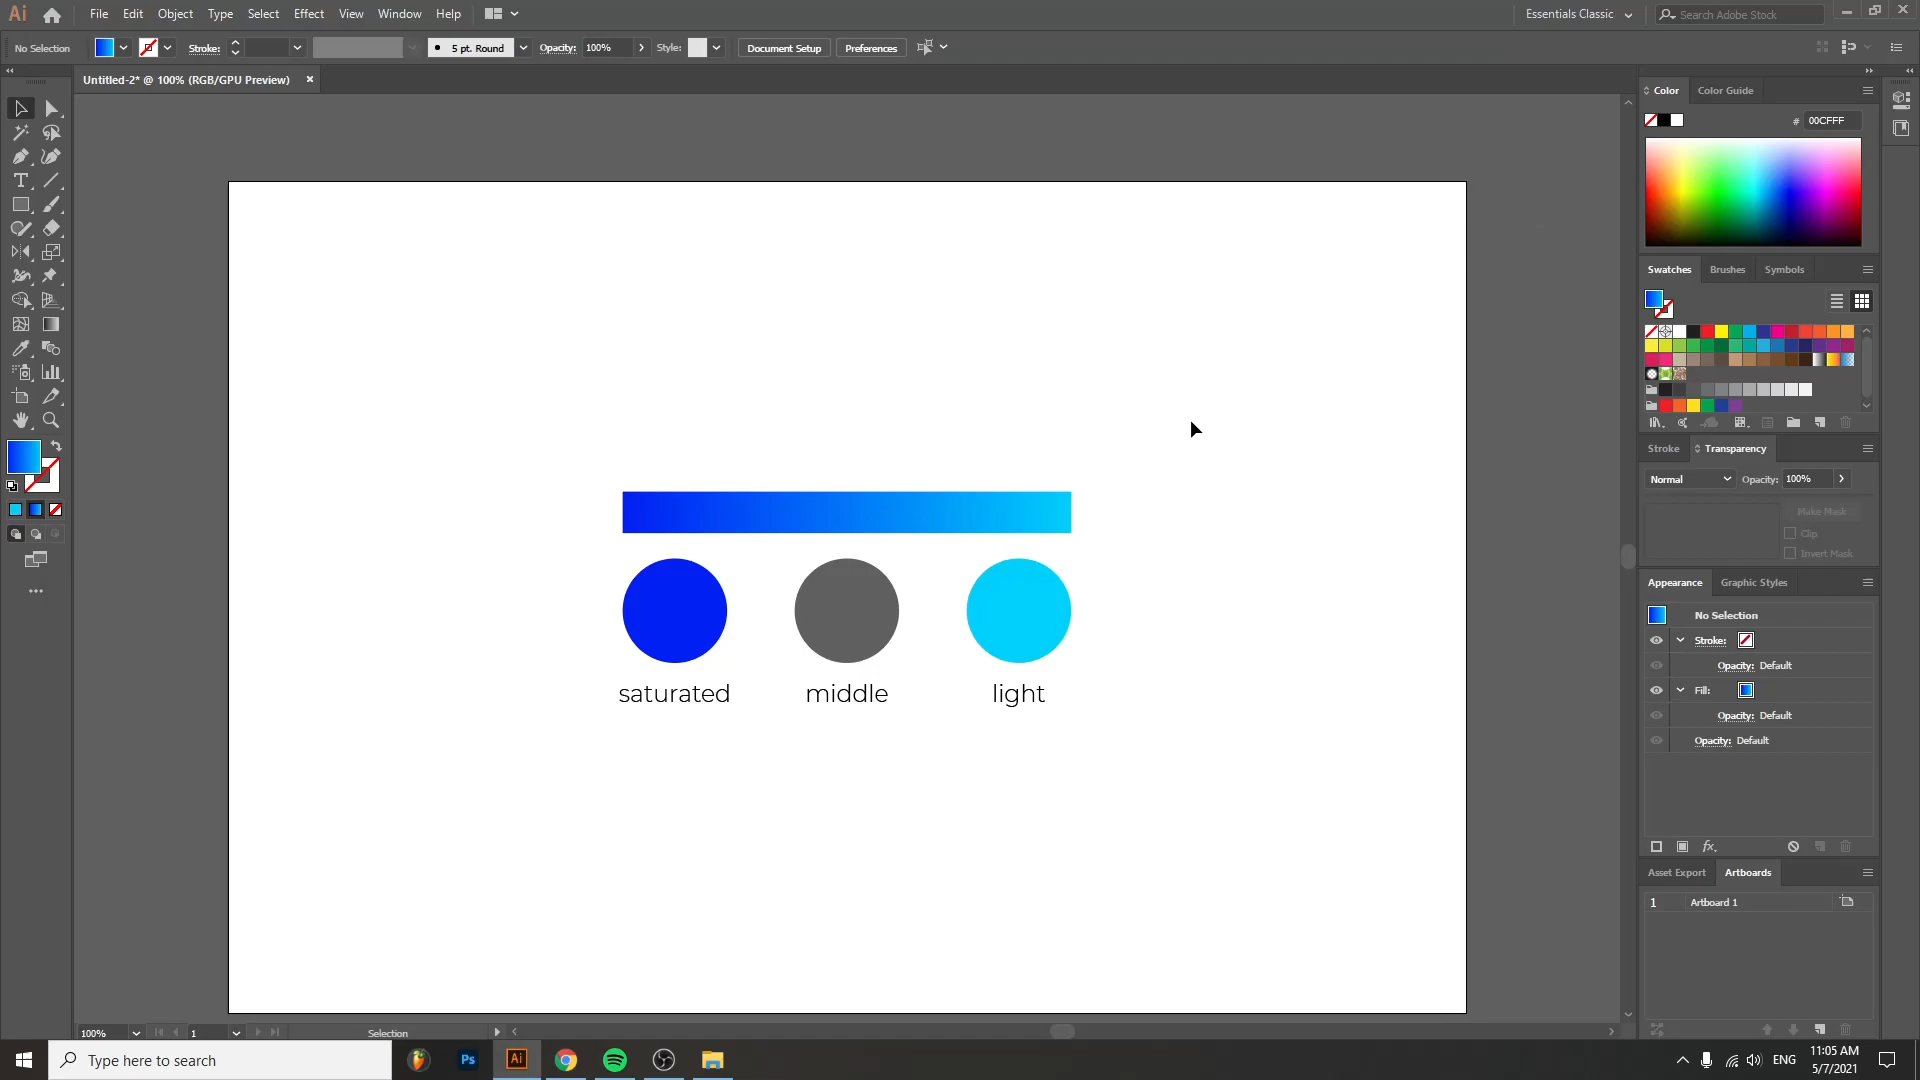 Ai File Edit Object Type Select Effect View Window Help Essentials Classic Search Adobe Stock
No Selection Stroke: 5 pt. Round Opacity: 100% Style: Document Setup Preferences
Untitled-2* @ 100% (RGB/GPU Preview)
Color Color Guide
# 00CFFF
Swatches Brushes Symbols
Stroke Transparency
Normal Opacity: 100%
Make Mask
Clip
Invert Mask
Appearance Graphic Styles
No Selection
Stroke:
Opacity: Default
Fill:
Opacity: Default
Opacity: Default
fx.
Asset Export Artboards
1 Artboard 1
saturated middle light
100% 1 Selection
Type here to search Ps Ai ENG 11:05 AM
5/7/2021